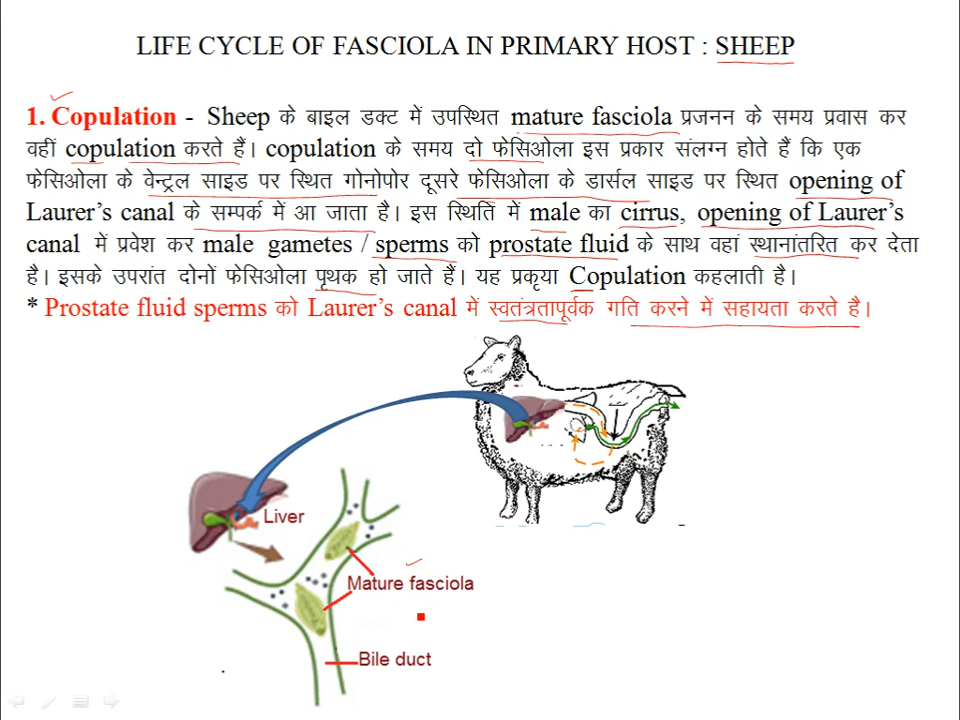 LIFE CYCLE OF FASCIOLA IN PRIMARY HOST : SHEEP
1. Copulation - Sheep के बाइल डक्ट में उपस्थित mature fasciola प्रजनन के समय प्रवास कर
वहीं copulation करते हैं। copulation के समय दो फेसिओला इस प्रकार संलग्न होते हैं कि एक
फेसिओला के वेन्ट्रल साइड पर स्थित गोनोपोर दूसरे फेसिओला के डार्सल साइड पर स्थित opening of
Laurer’s canal के सम्पर्क में आ जाता है। इस स्थिति में male का cirrus, opening of Laurer’s
canal में प्रवेश कर male gametes / sperms को prostate fluid के साथ वहां स्थानांतरित कर देता
है। इसके उपरांत दोनों फेसिओला पृथक हो जाते हैं। यह प्रकृया Copulation कहलाती है।
* Prostate fluid sperms को Laurer’s canal में स्वतंत्रतापूर्वक गति करने में सहायता करते है।
Liver
Mature fasciola
Bile duct